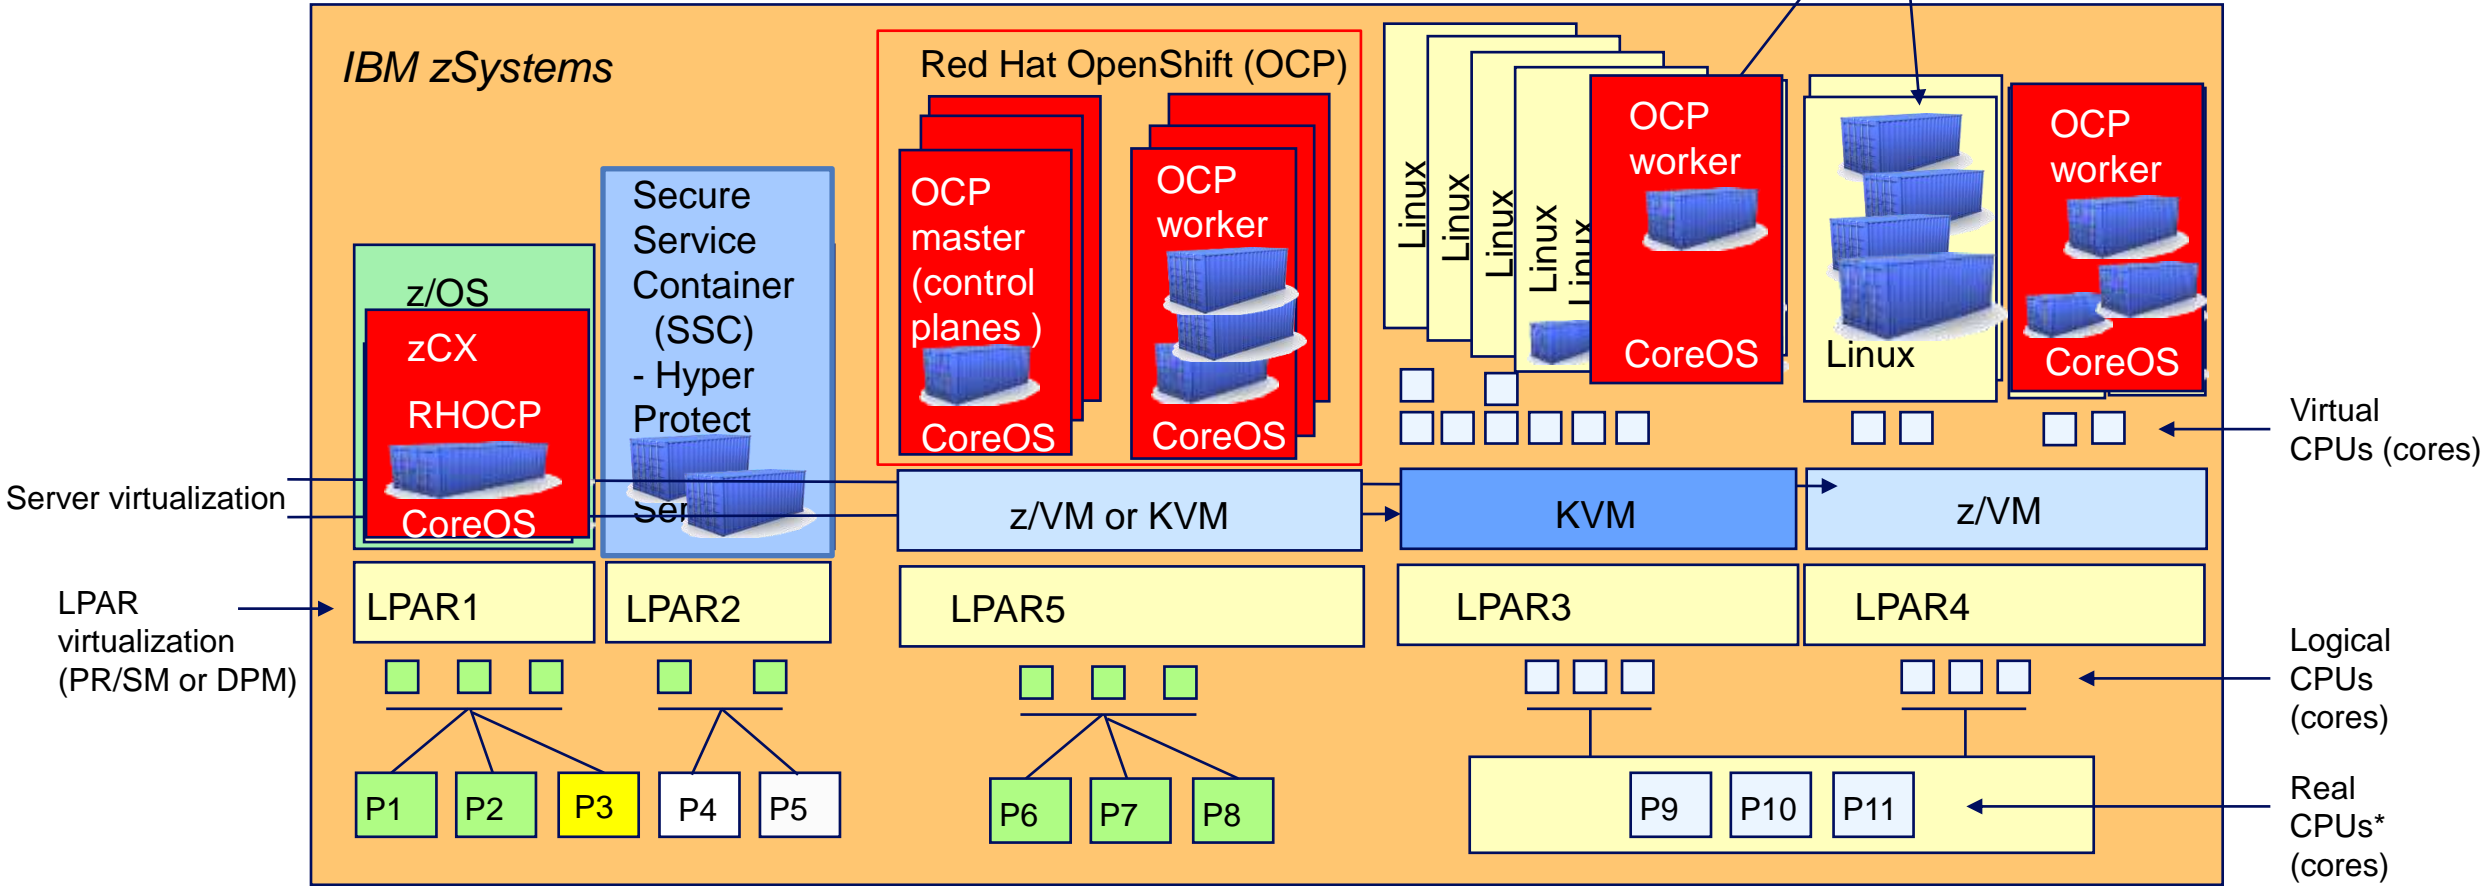 IBM zSystems
Red Hat OpenShift (OCP)
z/OS
zCX
RHOCP
CoreOS
Secure
Service
Container
(SSC)
- Hyper
Protect
OCP
master
(control
planes )
CoreOS
OCP
worker
CoreOS
Linux
Linux
Linux
Linux
Linux
OCP
worker
CoreOS
Linux
OCP
worker
CoreOS
Virtual
CPUs (cores)
Server virtualization
z/VM or KVM
KVM
z/VM
LPAR
virtualization
(PR/SM or DPM)
LPAR1
LPAR2
LPAR5
LPAR3
LPAR4
Logical
CPUs
(cores)
P1
P2
P3
P4
P5
P6
P7
P8
P9
P10
P11
Real
CPUs*
(cores)